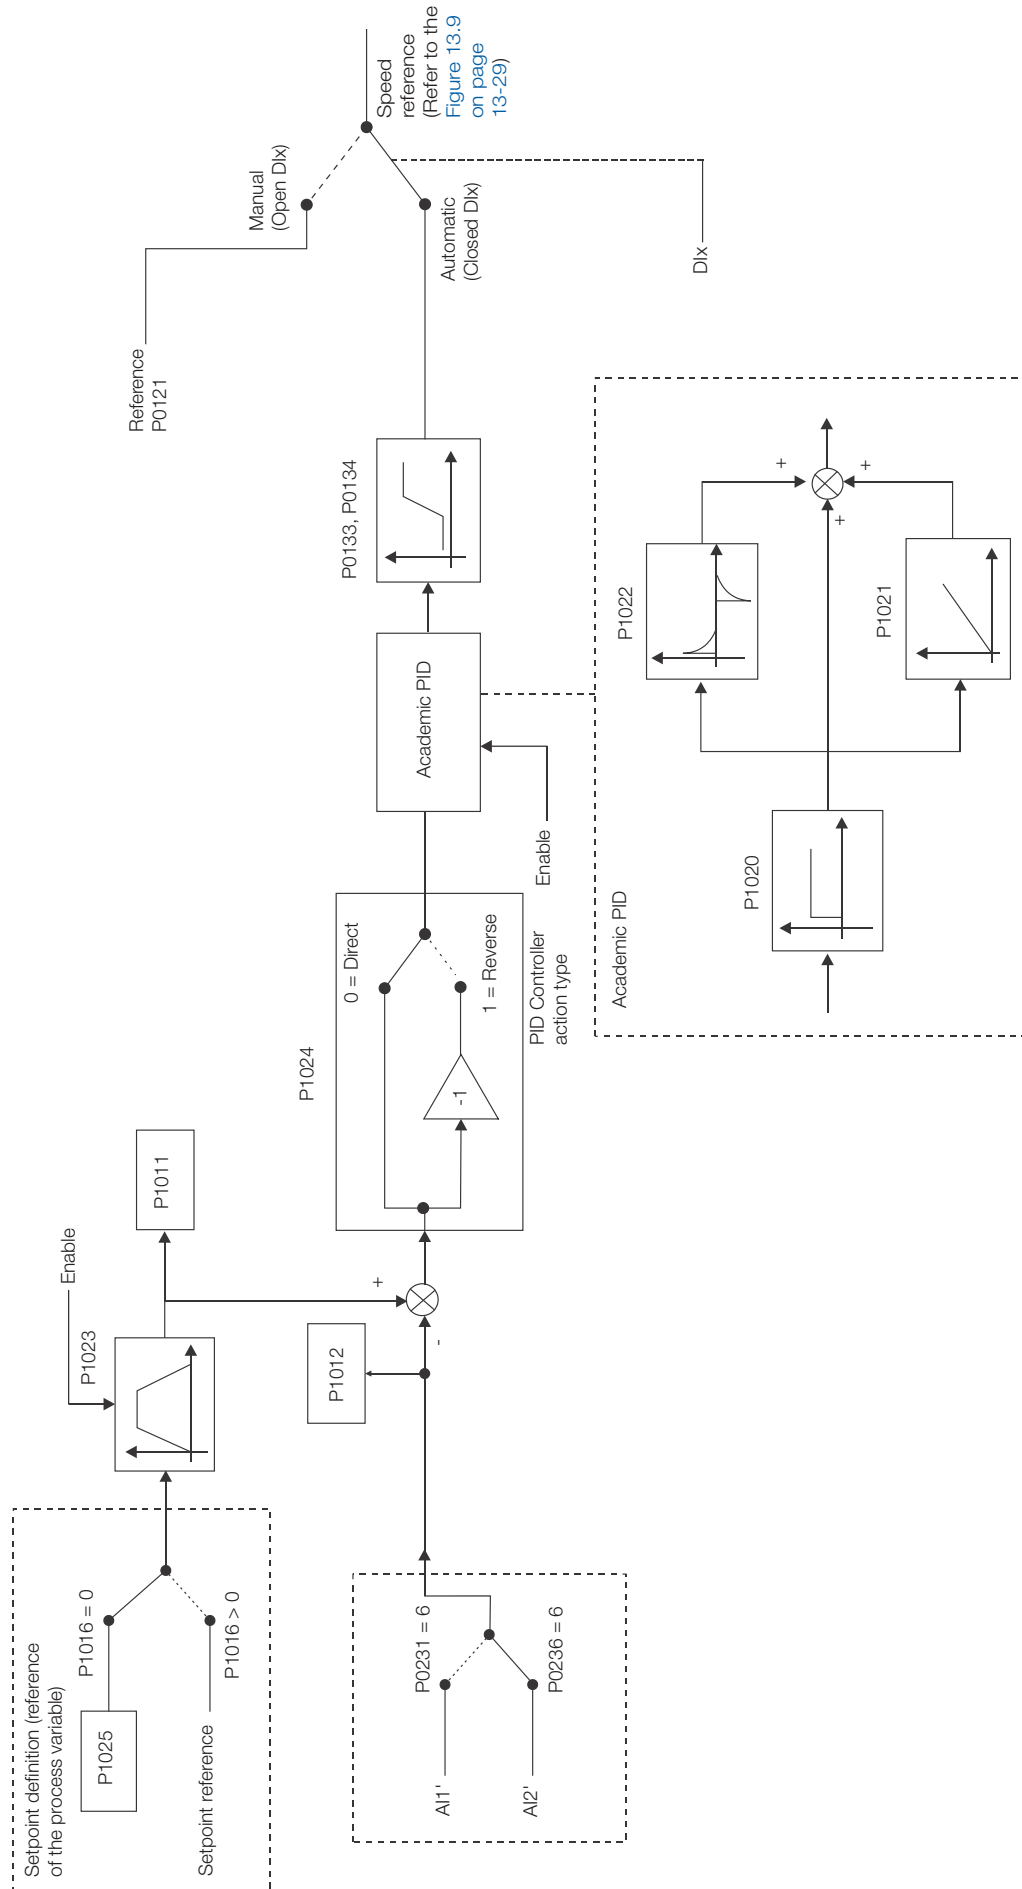 Setpoint definition (reference
of the process variable)
P1025
P1016 = 0
Setpoint reference
P1016 > 0
P1023
Enable
P1011
AI1'
P0231 = 6
AI2'
P0236 = 6
P1012
+
-
P1024
0 = Direct
-1
1 = Reverse
PID Controller
action type
Enable
Academic PID
P0133, P0134
Reference
P0121
Manual
(Open DIx)
Automatic
(Closed DIx)
Speed
reference
(Refer to the
Figure 13.9
on page
13-29)
DIx
Academic PID
P1020
P1022
P1021
+
+
+